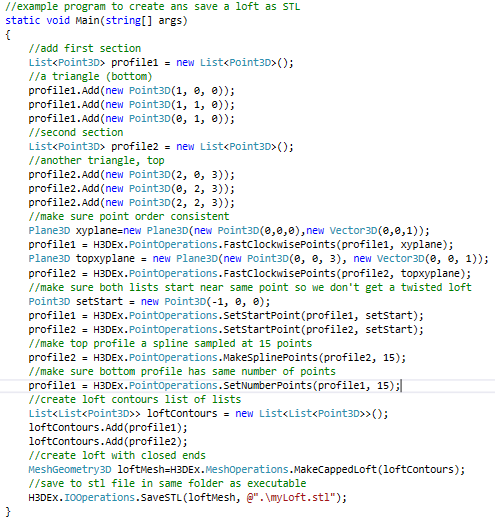 //example program to create ans save a loft as STL
static void Main(string[] args)
{
//add first section
List<Point3D> profile1 = new List<Point3D>();
//a triangle (bottom)
profile1.Add(new Point3D(1, 0, 0));
profile1.Add(new Point3D(1, 1, 0));
profile1.Add(new Point3D(0, 1, 0));
//second section
List<Point3D> profile2 = new List<Point3D>();
//another triangle, top
profile2.Add(new Point3D(2, 0, 3));
profile2.Add(new Point3D(0, 2, 3));
profile2.Add(new Point3D(2, 2, 3));
//make sure point order consistent
Plane3D xyplane=new Plane3D(new Point3D(0,0,0),new Vector3D(0,0,1));
profile1 = H3DEx.PointOperations.FastClockwisePoints(profile1, xyplane);
Plane3D topxyplane = new Plane3D(new Point3D(0, 0, 3), new Vector3D(0, 0, 1));
profile2 = H3DEx.PointOperations.FastClockwisePoints(profile2, topxyplane);
//make sure both lists start near same point so we don't get a twisted loft
Point3D setStart = new Point3D(-1, 0, 0);
profile1 = H3DEx.PointOperations.SetStartPoint(profile1, setStart);
profile2 = H3DEx.PointOperations.SetStartPoint(profile2, setStart);
//make top profile a spline sampled at 15 points
profile2 = H3DEx.PointOperations.MakeSplinePoints(profile2, 15);
//make sure bottom profile has same number of points
profile1 = H3DEx.PointOperations.SetNumberPoints(profile1, 15);
//create loft contours list of lists
List<List<Point3D>> loftContours = new List<List<Point3D>>();
loftContours.Add(profile1);
loftContours.Add(profile2);
//create loft with closed ends
MeshGeometry3D loftMesh=H3DEx.MeshOperations.MakeCappedLoft(loftContours);
//save to stl file in same folder as executable
H3DEx.IOOperations.SaveSTL(loftMesh, @".\myLoft.stl");
}